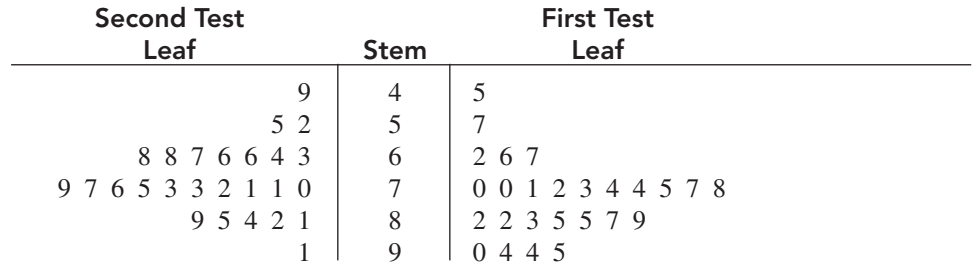 Second Test First Test
Leaf Stem Leaf
9 4 5
5 2 5 7
8 8 7 6 6 4 3 6 2 6 7
9 7 6 5 3 3 2 1 1 0 7 0 0 1 2 3 4 4 5 7 8
9 5 4 2 1 8 2 2 3 5 5 7 9
1 9 0 4 4 5